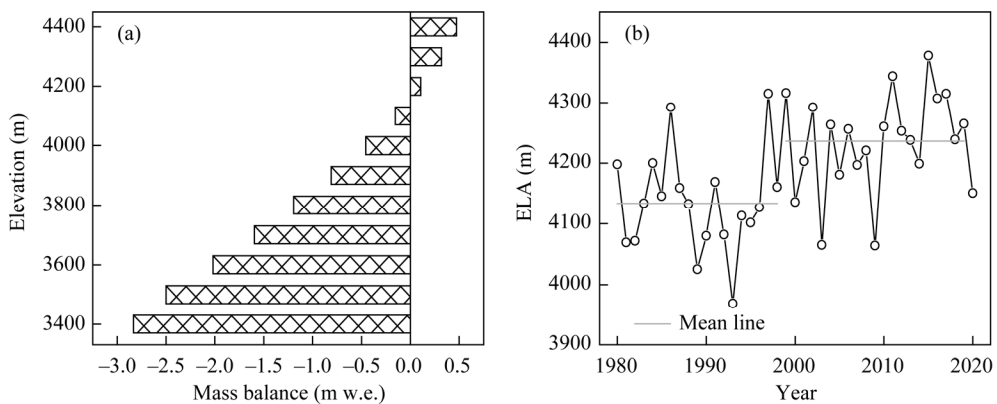 (a)
4400
4200
4000
3800
3600
3400
Elevation (m)
–3.0 –2.5 –2.0 –1.5 –1.0 –0.5 0.0 0.5
Mass balance (m w.e.)
(b)
4400
4300
4200
4100
4000
3900
ELA (m)
Mean line
1980 1990 2000 2010 2020
Year